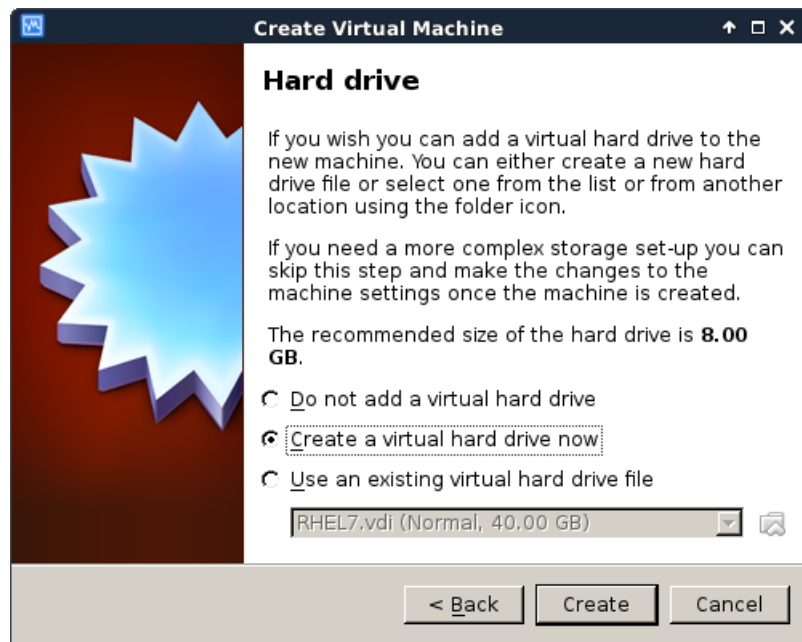 Create Virtual Machine
Hard drive
If you wish you can add a virtual hard drive to the
new machine. You can either create a new hard
drive file or select one from the list or from another
location using the folder icon.
If you need a more complex storage set-up you can
skip this step and make the changes to the
machine settings once the machine is created.
The recommended size of the hard drive is 8.00
GB.
Do not add a virtual hard drive
Create a virtual hard drive now
Use an existing virtual hard drive file
RHEL7.vdi (Normal, 40.00 GB)
< Back
Create
Cancel